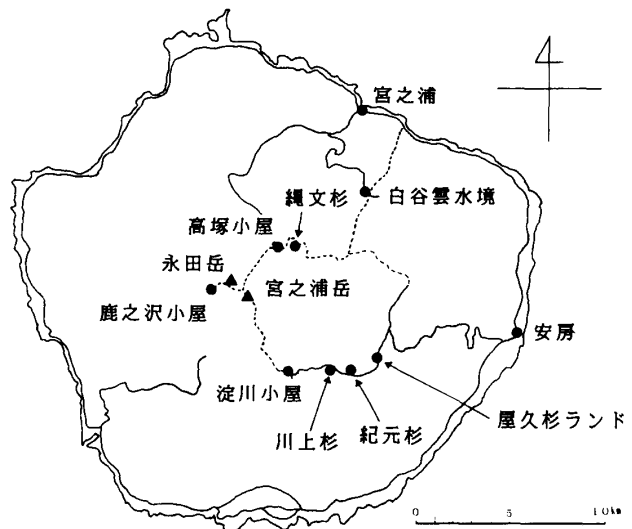 宮之浦
縄文杉
白谷雲水境
高塚小屋
永田岳
宮之浦岳
鹿之沢小屋
安房
淀川小屋
屋久杉ランド
川上杉
紀元杉
0 5 10km